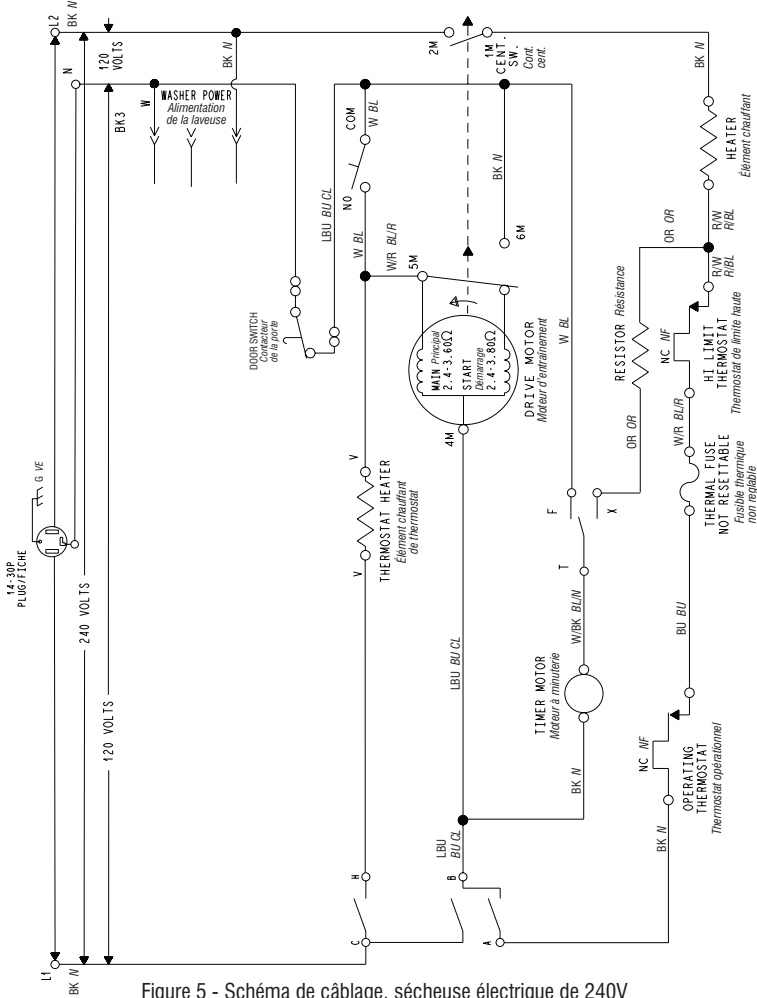 14-30P
PLUG/FICHE
G VE
L1
BK N
L2
BK N
240 VOLTS
120 VOLTS
120
VOLTS
N
BK3
W
WASHER POWER
Alimentation
de la laveuse
BK N
2M
1M
CENT.
SW.
Cont.
cent.
BK N
DOOR SWITCH
Contacteur
de la porte
LBU BU CL
COM
W BL
NO
W BL
W/R BL/R
5M
BK N
6M
C
H
V
V
THERMOSTAT HEATER
Élément chauffant
de thermostat
MAIN Principal
2.4-3.60Ω
START
Démarrage
2.4-3.80Ω
4M
DRIVE MOTOR
Moteur d'entraînement
W BL
LBU
BU CL
B
A
LBU BU CL
BK N
TIMER MOTOR
Moteur à minuterie
W/BK BL/N
T
F
X
OR OR
RESISTOR Résistance
OR OR
HEATER
Élément chauffant
R/W
R/BL
R/W
R/BL
NC NF
HI LIMIT
THERMOSTAT
Thermostat de limite haute
W/R BL/R
THERMAL FUSE
NOT RESETTABLE
Fusible thermique
non reglable
BU BU
NC NF
OPERATING
THERMOSTAT
Thermostat opérationnel
BK N
Figure 5 - Schéma de câblage, sécheuse électrique de 240V